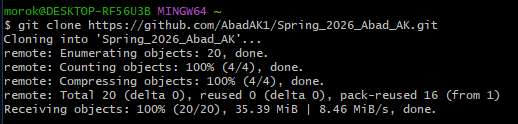 morok@DESKTOP-RF56U3B MINGW64 ~
$ git clone https://github.com/AbadAK1/Spring_2026_Abad_AK.git
Cloning into 'Spring_2026_Abad_AK'...
remote: Enumerating objects: 20, done.
remote: Counting objects: 100% (4/4), done.
remote: Compressing objects: 100% (4/4), done.
remote: Total 20 (delta 0), reused 0 (delta 0), pack-reused 16 (from 1)
Receiving objects: 100% (20/20), 35.39 MiB | 8.46 MiB/s, done.